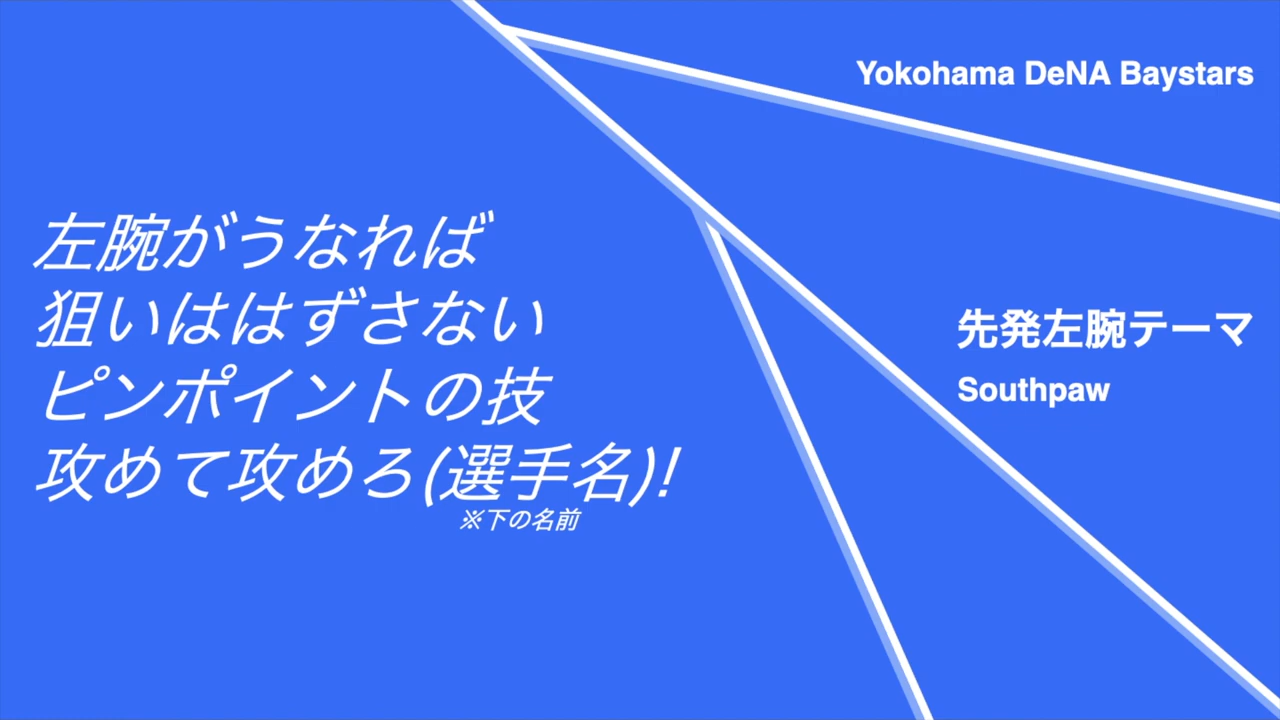 Yokohama DeNA Baystars
左腕がうなれば
狙いははずさない
ピンポイントの技
攻めて攻めろ(選手名)!
※下の名前
先発左腕テーマ
Southpaw